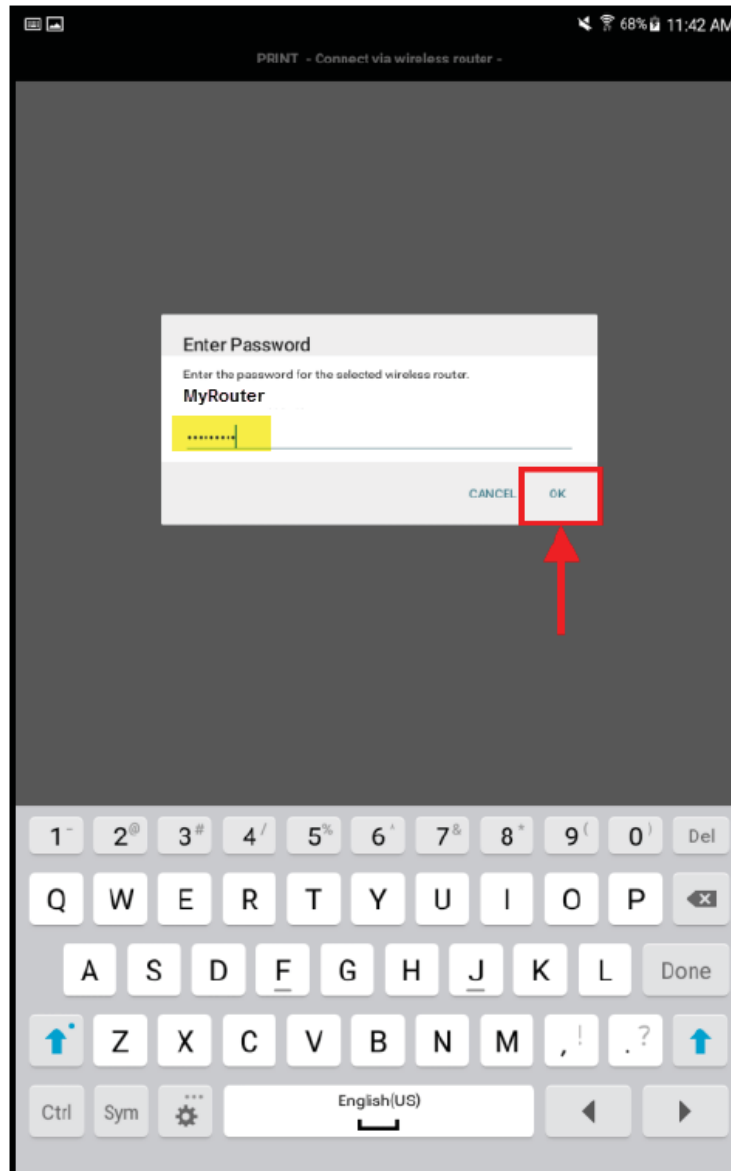 68% 11:42 AM
PRINT - Connect via wireless router -
Enter Password
Enter the password for the selected wireless router.
MyRouter
•••••••••
CANCEL OK
1 - 2 @ 3 # 4 / 5 % 6 ^ 7 & 8 * 9 ( 0 ) Del
Q W E R T Y U I O P
A S D F G H J K L Done
Z X C V B N M , ! . ?
Ctrl Sym English(US)